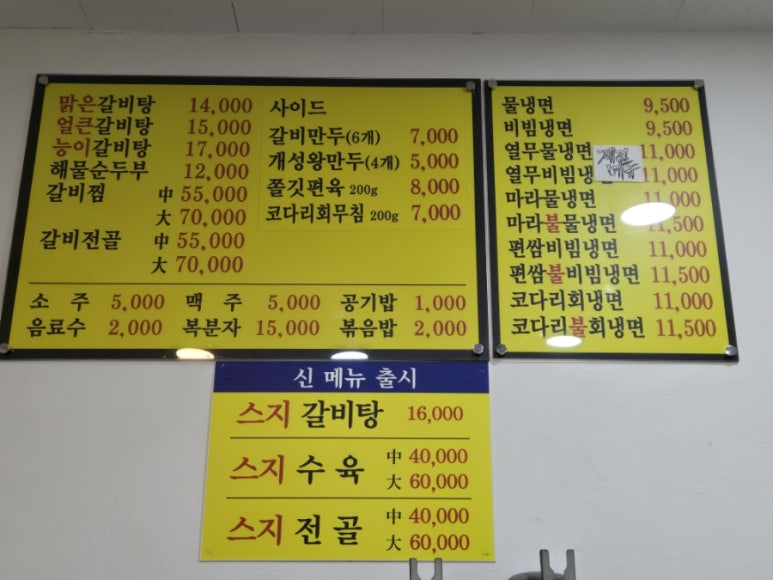 맑은갈비탕 14,000
얼큰갈비탕 15,000
능이갈비탕 17,000
해물순두부 12,000
갈비찜 中 55,000
大 70,000
갈비전골 中 55,000
大 70,000
사이드
갈비만두(6개) 7,000
개성왕만두(4개) 5,000
쫄깃편육 200g 8,000
코다리회무침 200g 7,000
소 주 5,000 맥 주 5,000 공기밥 1,000
음료수 2,000 복분자 15,000 볶음밥 2,000
물냉면 9,500
비빔냉면 9,500
열무물냉면 11,000
열무비빔냉면 11,000
계절
메뉴
마라물냉면 11,000
마라불물냉면 11,500
편쌈비빔냉면 11,000
편쌈불비빔냉면 11,500
코다리회냉면 11,000
코다리불회냉면 11,500
신 메뉴 출시
스지 갈비탕 16,000
스지 수 육 中 40,000
大 60,000
스지 전 골 中 40,000
大 60,000